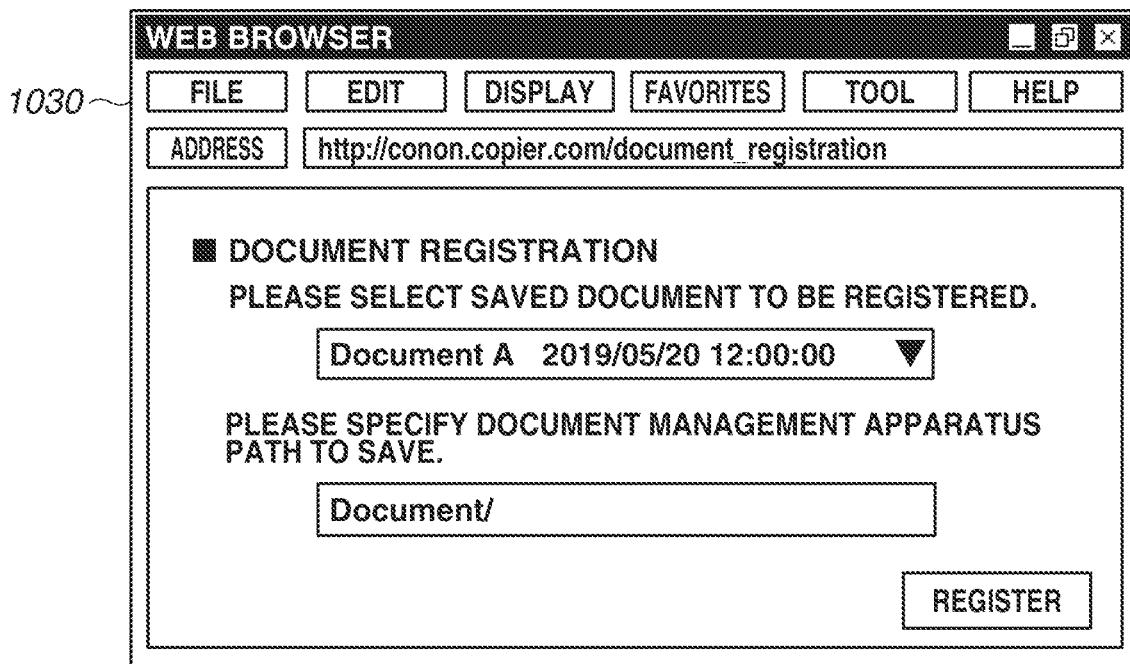 WEB BROWSER
1030
FILE EDIT DISPLAY FAVORITES TOOL HELP
ADDRESS http://conon.copier.com/document_registration
DOCUMENT REGISTRATION
PLEASE SELECT SAVED DOCUMENT TO BE REGISTERED.
Document A 2019/05/20 12:00:00
PLEASE SPECIFY DOCUMENT MANAGEMENT APPARATUS
PATH TO SAVE.
Document/
REGISTER